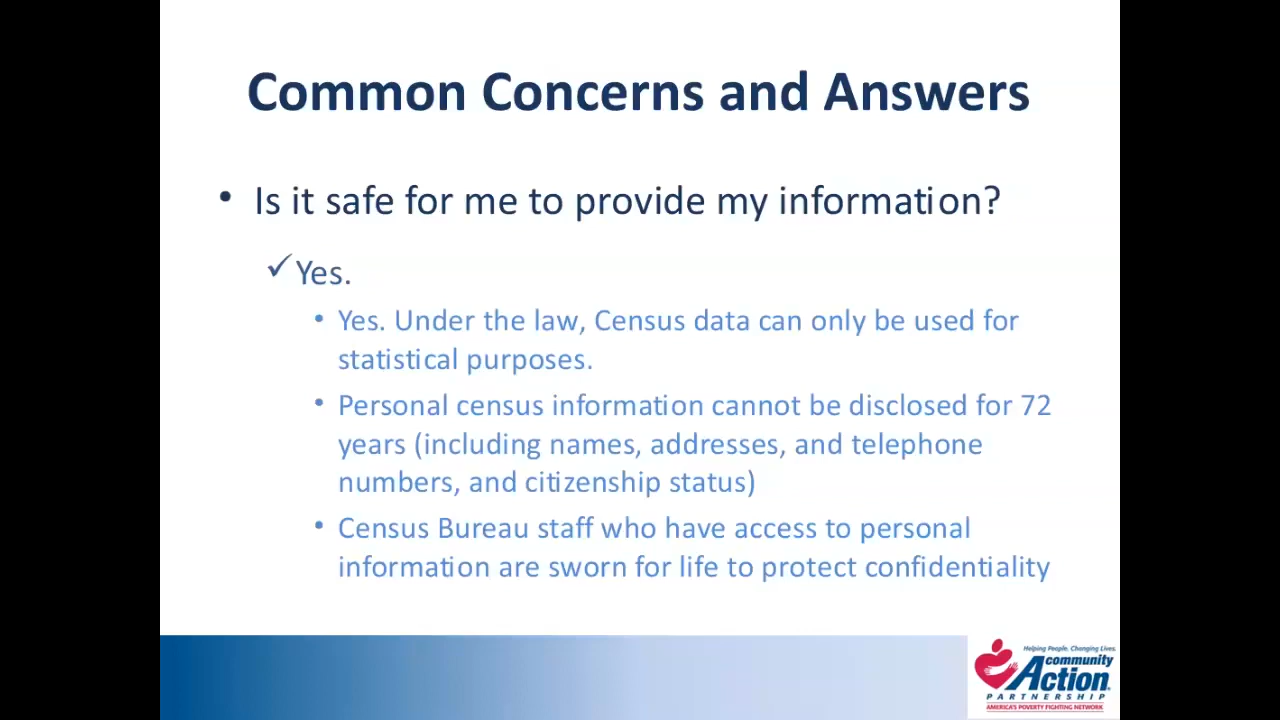 Common Concerns and Answers
• Is it safe for me to provide my information?
✓Yes.
• Yes. Under the law, Census data can only be used for
statistical purposes.
• Personal census information cannot be disclosed for 72
years (including names, addresses, and telephone
numbers, and citizenship status)
• Census Bureau staff who have access to personal
information are sworn for life to protect confidentiality
Helping People. Changing Lives.
community
Action®
PARTNERSHIP
AMERICA'S POVERTY FIGHTING NETWORK